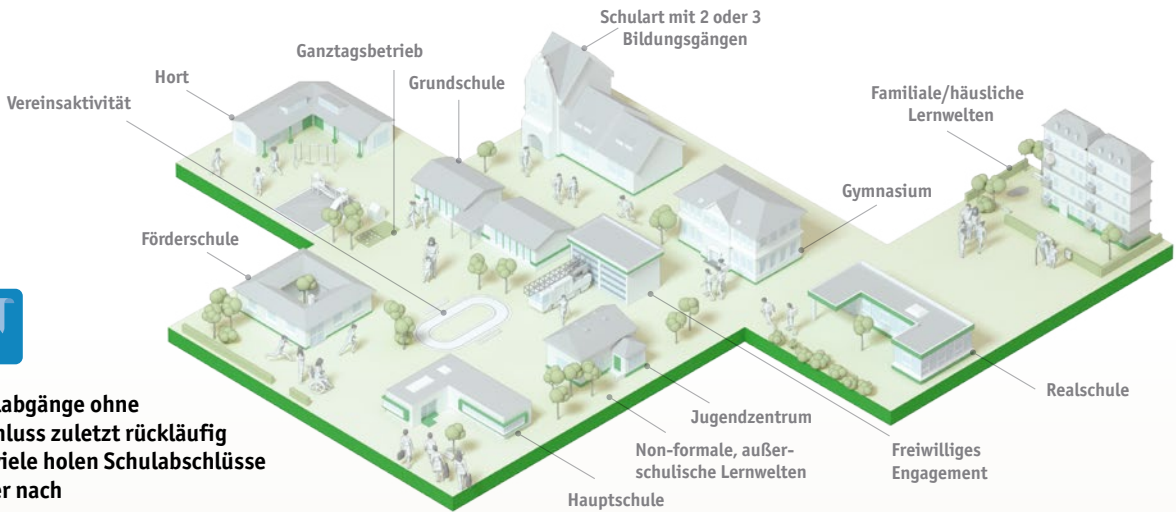 Schulart mit 2 oder 3
Bildungsgängen
Ganztagsbetrieb
Hort
Grundschule
Vereinsaktivität
Familiale/häusliche
Lernwelten
Gymnasium
Förderschule
Realschule
Jugendzentrum
Non-formale, außer-
schulische Lernwelten
Freiwilliges
Engagement
Hauptschule
abgänge ohne
luss zuletzt rückläufig
iele holen Schulabschlüsse
er nach